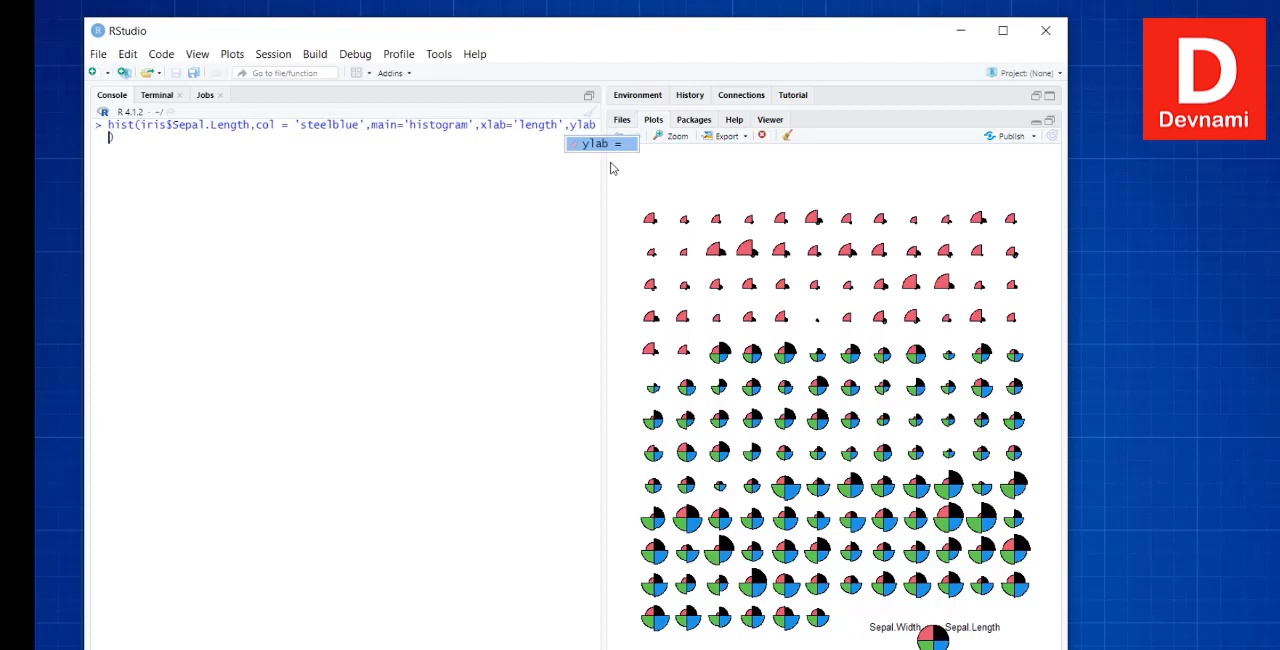 RStudio
D
Devnami
File Edit Code View Plots Session Build Debug Profile Tools Help
Go to file/function
Addins
Project: (None)
Console Terminal Jobs
Environment History Connections Tutorial
R 4.1.2 · ~/
Files Plots Packages Help Viewer
> hist(iris$Sepal.Length,col = 'steelblue',main='histogram',xlab='length',ylab
)
ylab =
Zoom Export Publish
Sepal.Width Sepal.Length